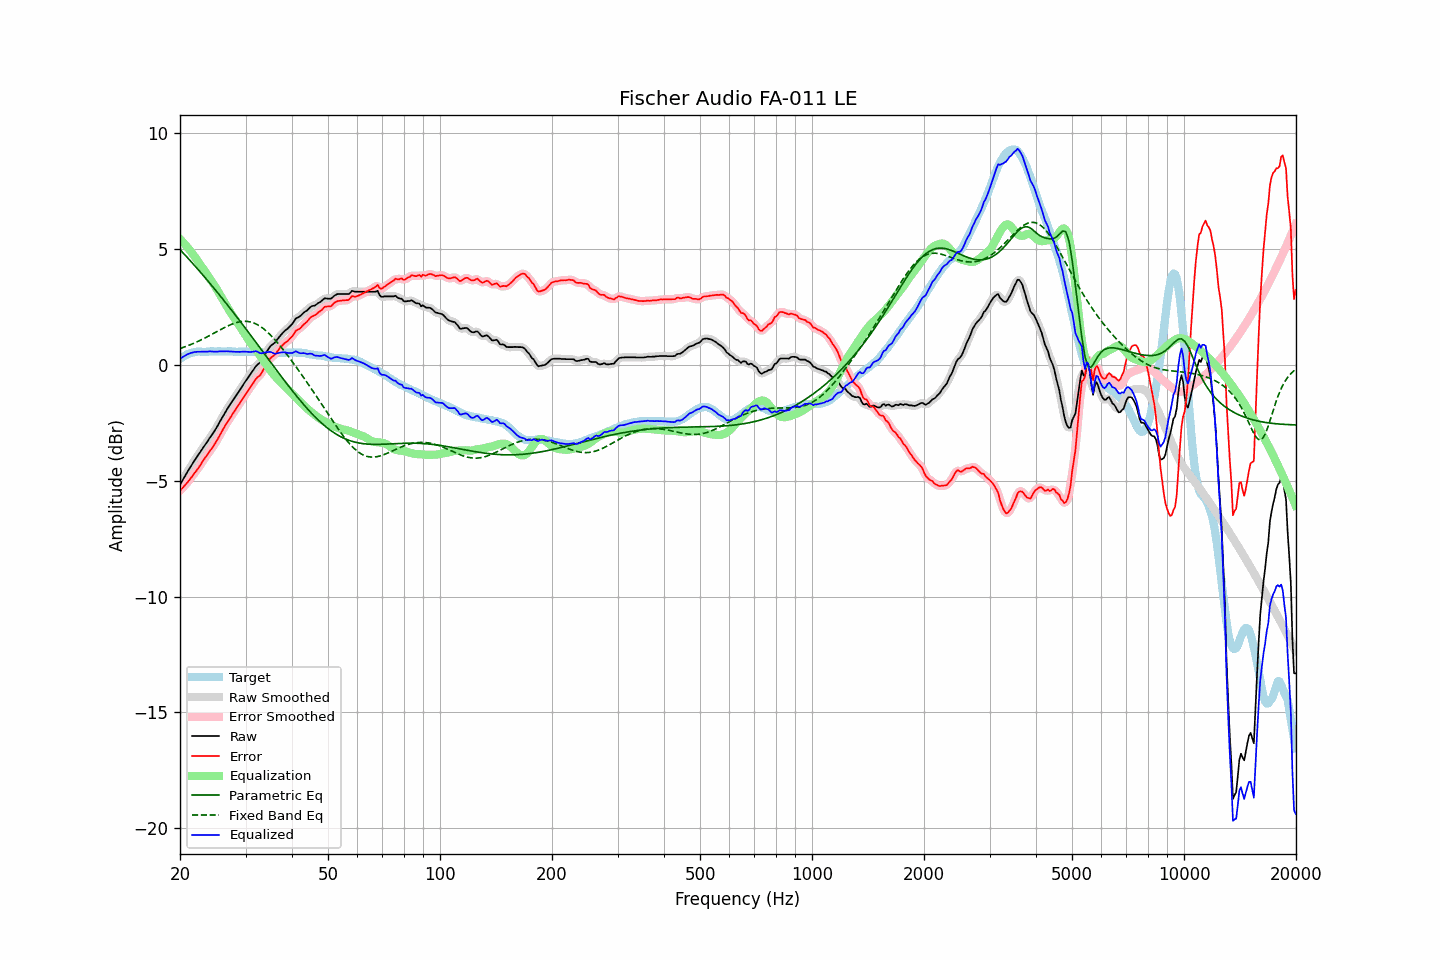 Fischer Audio FA-011 LE
10
5
0
−5
−10
−15
−20
Amplitude (dBr)
Target
Raw Smoothed
Error Smoothed
Raw
Error
Equalization
Parametric Eq
Fixed Band Eq
Equalized
20 50 100 200 500 1000 2000 5000 10000 20000
Frequency (Hz)